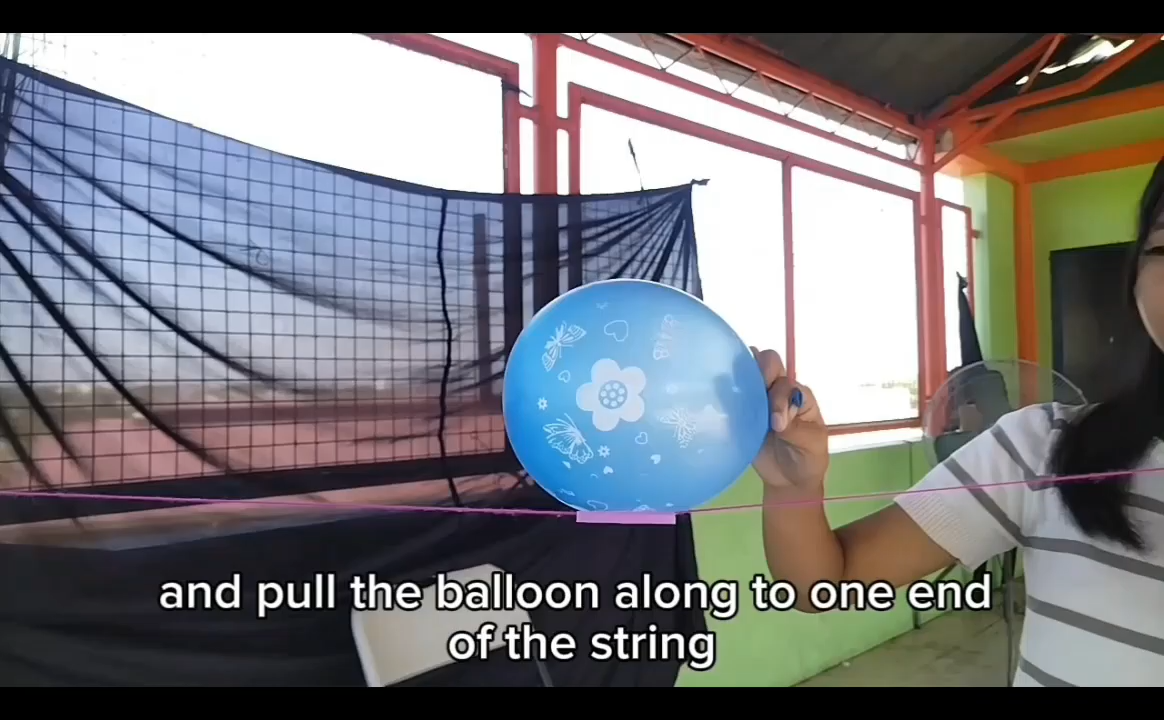 and pull the balloon along to one end
of the string